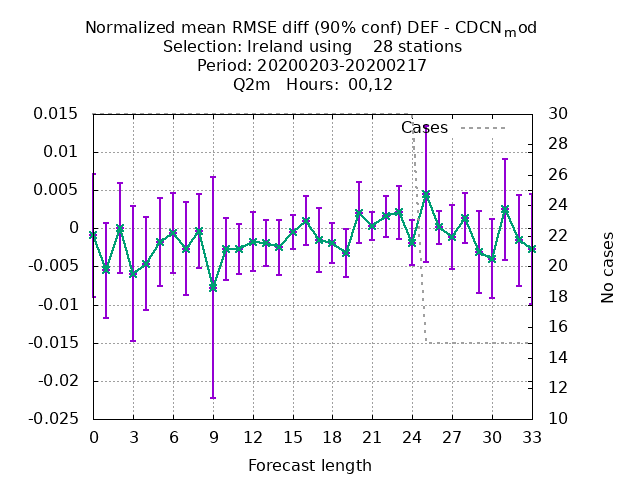 Normalized mean RMSE diff (90% conf) DEF - CDCNmod
Selection: Ireland using    28 stations
Period: 20200203-20200217
Q2m   Hours:  00,12
Cases
0.015
0.01
0.005
0
-0.005
-0.01
-0.015
-0.02
-0.025
30
28
26
24
22
20
18
16
14
12
10
No cases
0 3 6 9 12 15 18 21 24 27 30 33
Forecast length